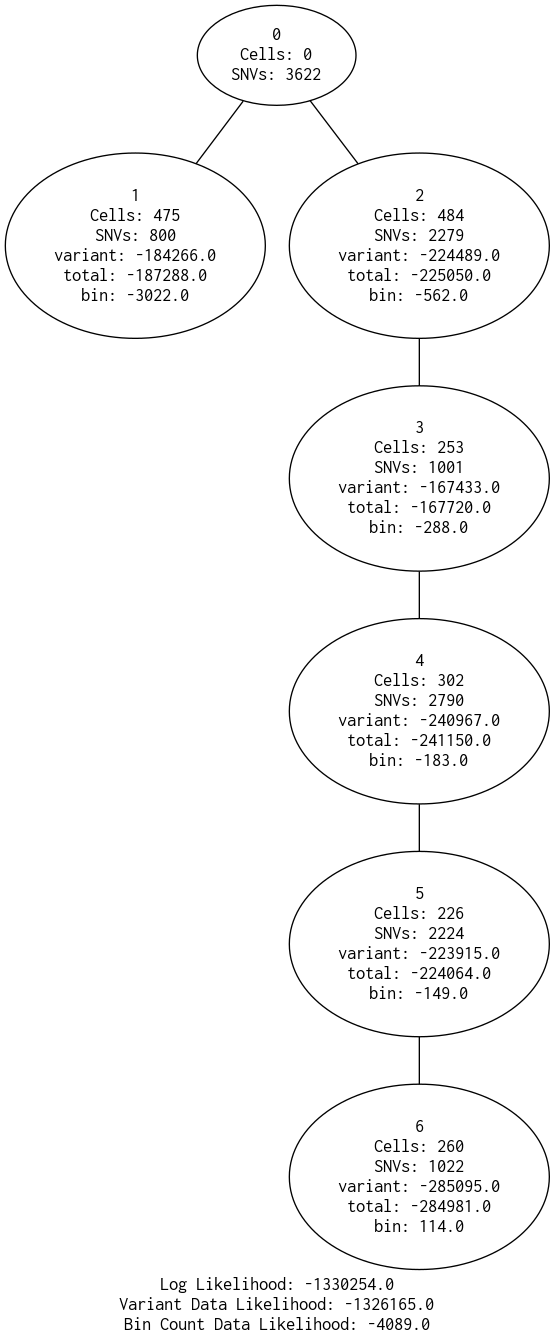 0
Cells: 0
SNVs: 3622
1
Cells: 475
SNVs: 800
variant: -184266.0
total: -187288.0
bin: -3022.0
2
Cells: 484
SNVs: 2279
variant: -224489.0
total: -225050.0
bin: -562.0
3
Cells: 253
SNVs: 1001
variant: -167433.0
total: -167720.0
bin: -288.0
4
Cells: 302
SNVs: 2790
variant: -240967.0
total: -241150.0
bin: -183.0
5
Cells: 226
SNVs: 2224
variant: -223915.0
total: -224064.0
bin: -149.0
6
Cells: 260
SNVs: 1022
variant: -285095.0
total: -284981.0
bin: 114.0
Log Likelihood: -1330254.0
Variant Data Likelihood: -1326165.0
Bin Count Data Likelihood: -4089.0